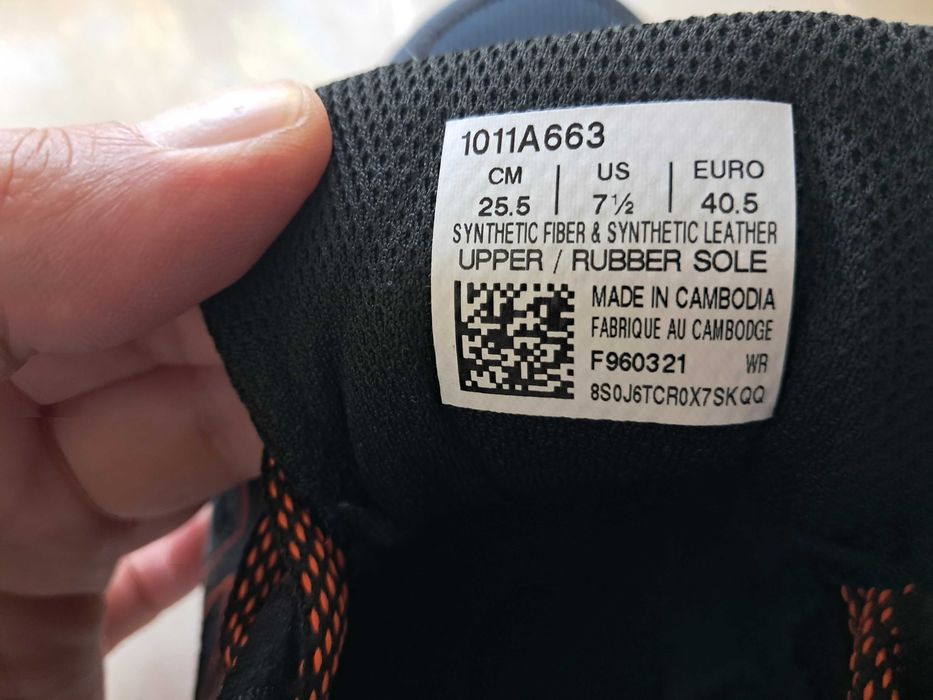 1011A663
CM | US | EURO
25.5 | 7½ | 40.5
SYNTHETIC FIBER & SYNTHETIC LEATHER
UPPER / RUBBER SOLE
MADE IN CAMBODIA
FABRIQUE AU CAMBODGE
F960321 WR
8S0J6TCR0X7SKQQ